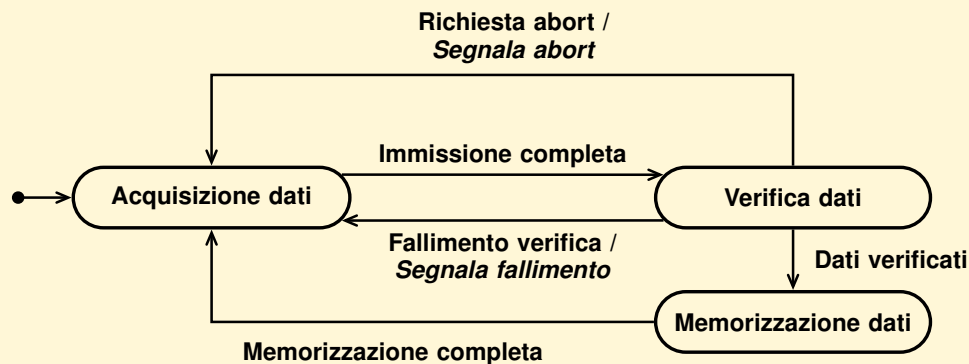 Richiesta abort /
Segnala abort
Immissione completa
Acquisizione dati
Verifica dati
Fallimento verifica /
Segnala fallimento
Dati verificati
Memorizzazione dati
Memorizzazione completa